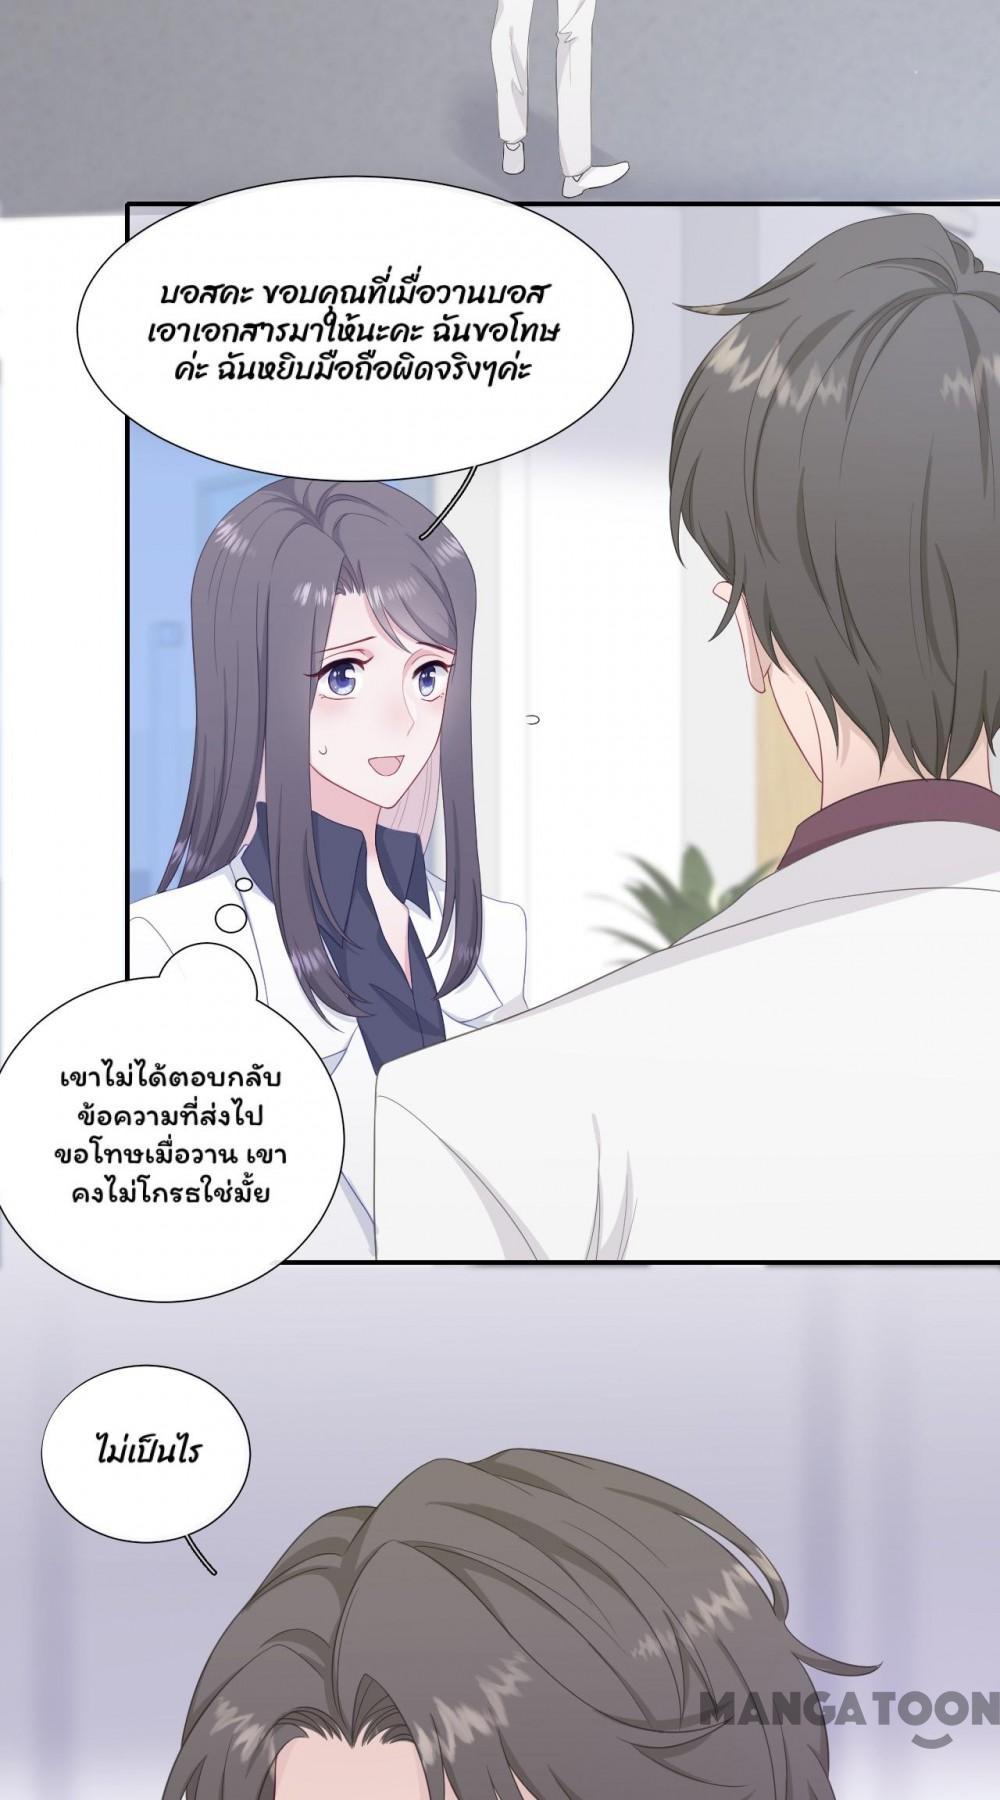 บอสคะ ขอบคุณที่เมื่อวานบอส
เอาเอกสารมาให้นะคะ ฉันขอโทษ
ค่ะ ฉันหยิบมือถือผิดจริงๆค่ะ
เขาไม่ได้ตอบกลับ
ข้อความที่ส่งไป
ขอโทษเมื่อวาน เขา
คงไม่โกรธใช่มั้ย
ไม่เป็นไร
MANGATOON